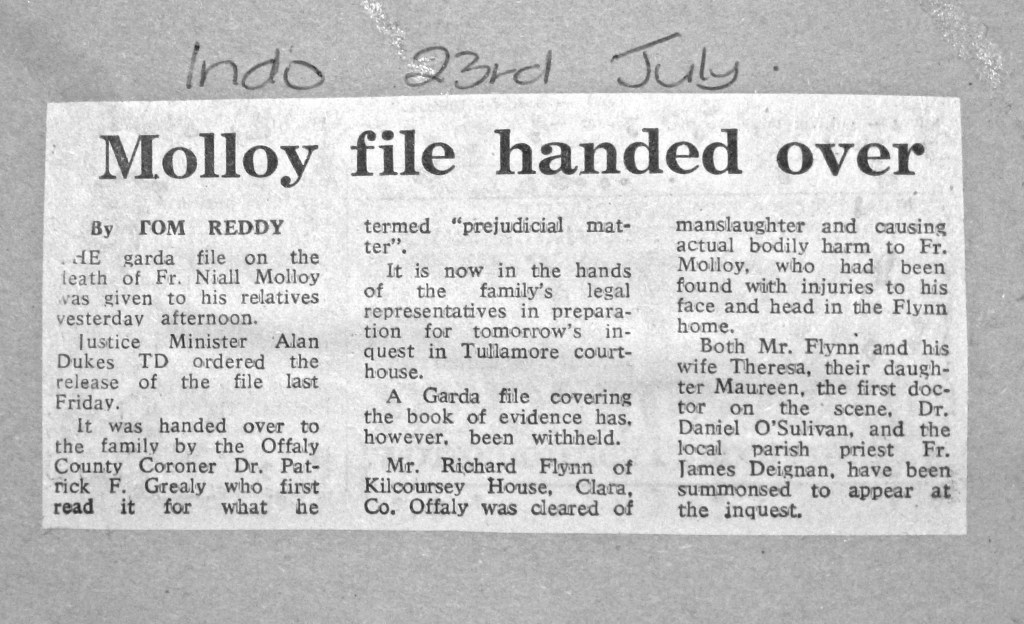 Indo 23rd July.
Molloy file handed over
By TOM REDDY
HE garda file on the
death of Fr. Niall Molloy
was given to his relatives
yesterday afternoon.
Justice Minister Alan
Dukes TD ordered the
release of the file last
Friday.
It was handed over to
the family by the Offaly
County Coroner Dr. Pat-
rick F. Grealy who first
read it for what he
termed "prejudicial mat-
ter".
It is now in the hands
of the family's legal
representatives in prepara-
tion for tomorrow's in-
quest in Tullamore court-
house.
A Garda file covering
the book of evidence has,
however, been withheld.
Mr. Richard Flynn of
Kilcoursey House, Clara,
Co. Offaly was cleared of
manslaughter and causing
actual bodily harm to Fr.
Molloy, who had been
found with injuries to his
face and head in the Flynn
home.
Both Mr. Flynn and his
wife Theresa, their daugh-
ter Maureen, the first doc-
tor on the scene, Dr.
Daniel O'Sulivan, and the
local parish priest Fr.
James Deignan, have been
summonsed to appear at
the inquest.